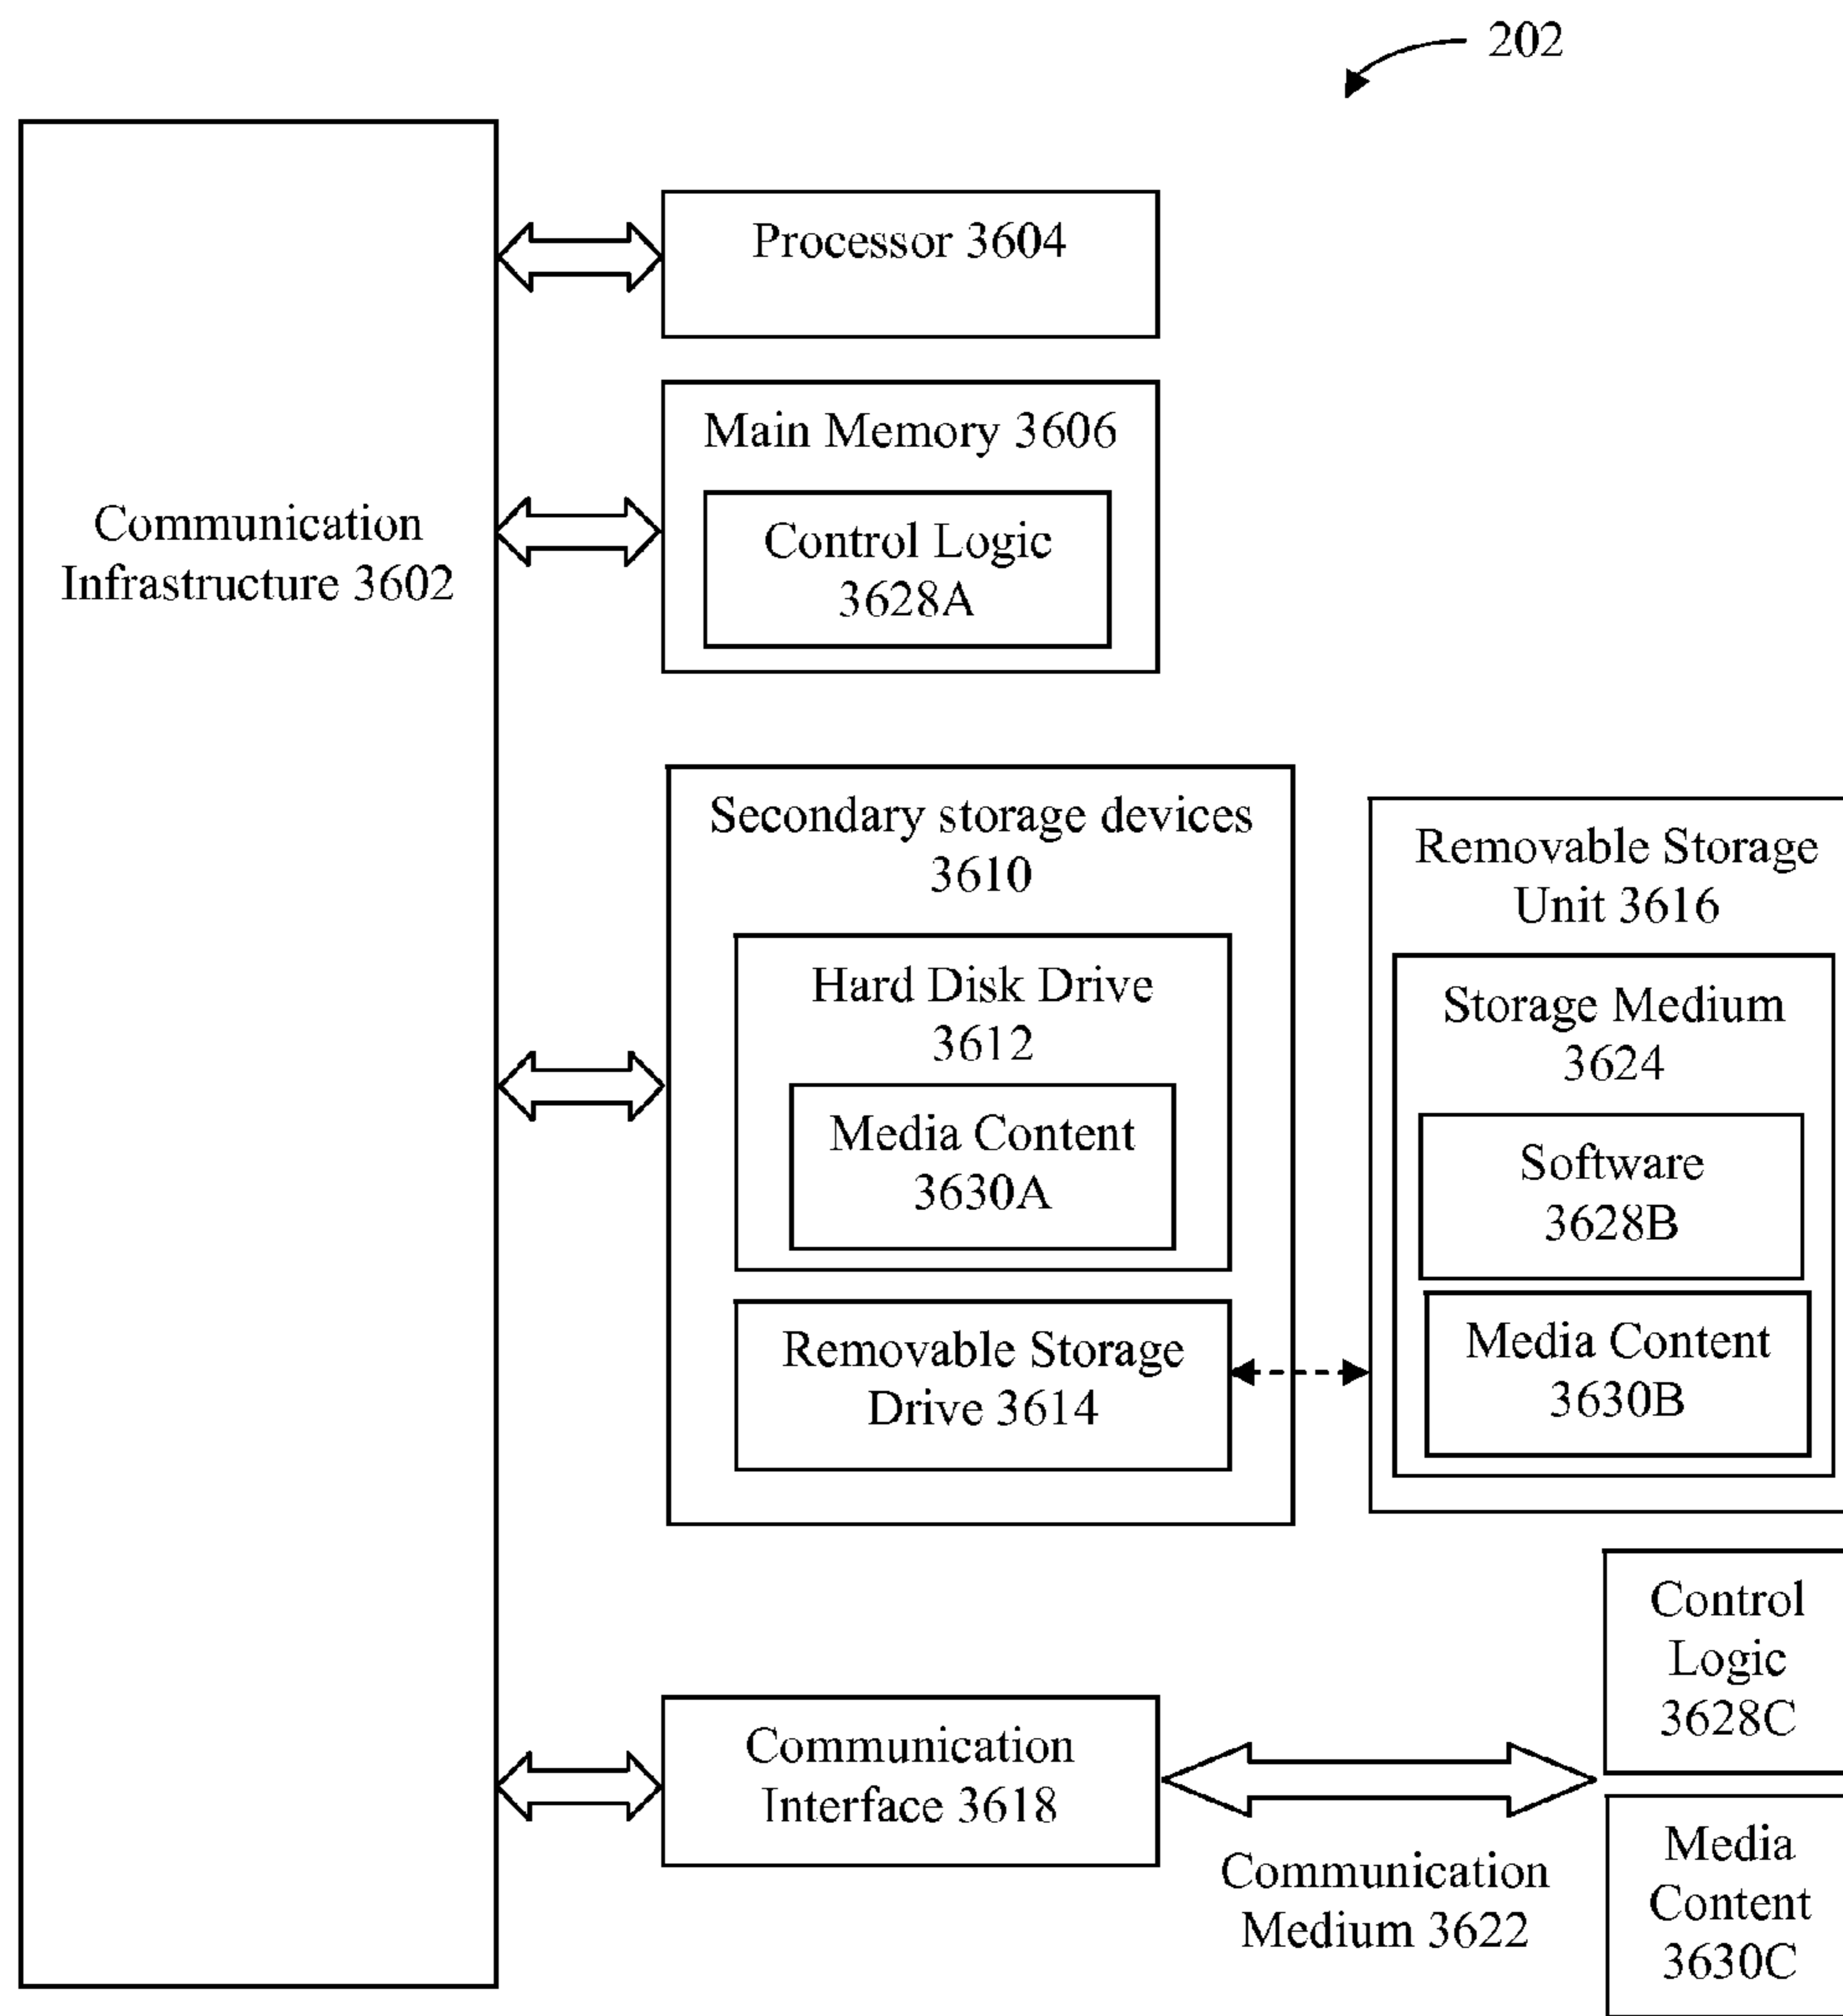 202
Communication
Infrastructure 3602
Processor 3604
Main Memory 3606
Control Logic
3628A
Secondary storage devices
3610
Hard Disk Drive
3612
Media Content
3630A
Removable Storage
Drive 3614
Removable Storage
Unit 3616
Storage Medium
3624
Software
3628B
Media Content
3630B
Communication
Interface 3618
Communication
Medium 3622
Control
Logic
3628C
Media
Content
3630C